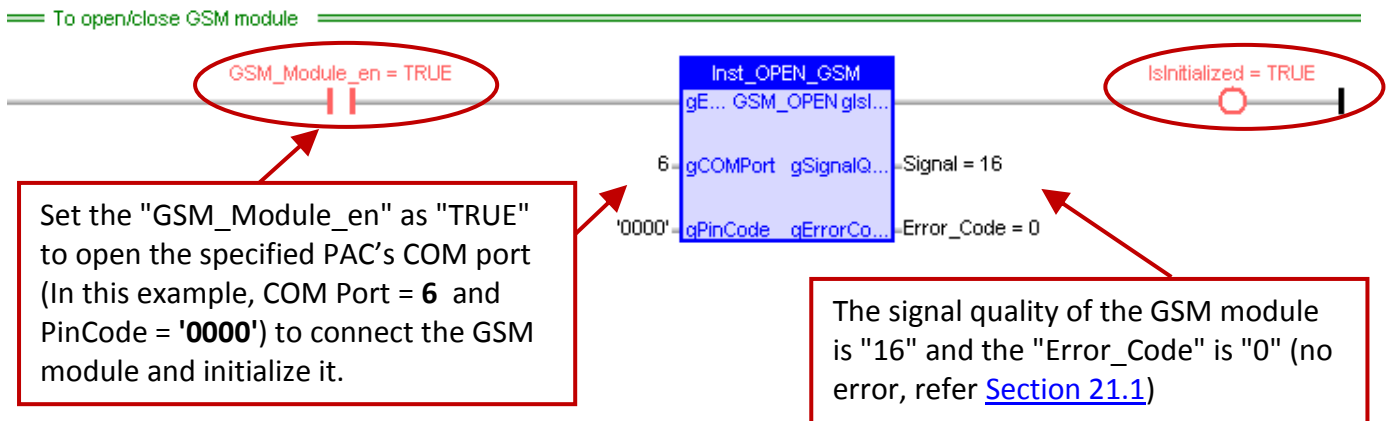 To open/close GSM module
GSM_Module_en = TRUE
Inst_OPEN_GSM
IsInitialized = TRUE
gE... GSM_OPEN gIsI...
6 gCOMPort gSignalQ... Signal = 16
'0000' gPinCode gErrorCo... Error_Code = 0
Set the "GSM_Module_en" as "TRUE"
to open the specified PAC’s COM port
(In this example, COM Port = 6 and
PinCode = '0000') to connect the GSM
module and initialize it.
The signal quality of the GSM module
is "16" and the "Error_Code" is "0" (no
error, refer Section 21.1)